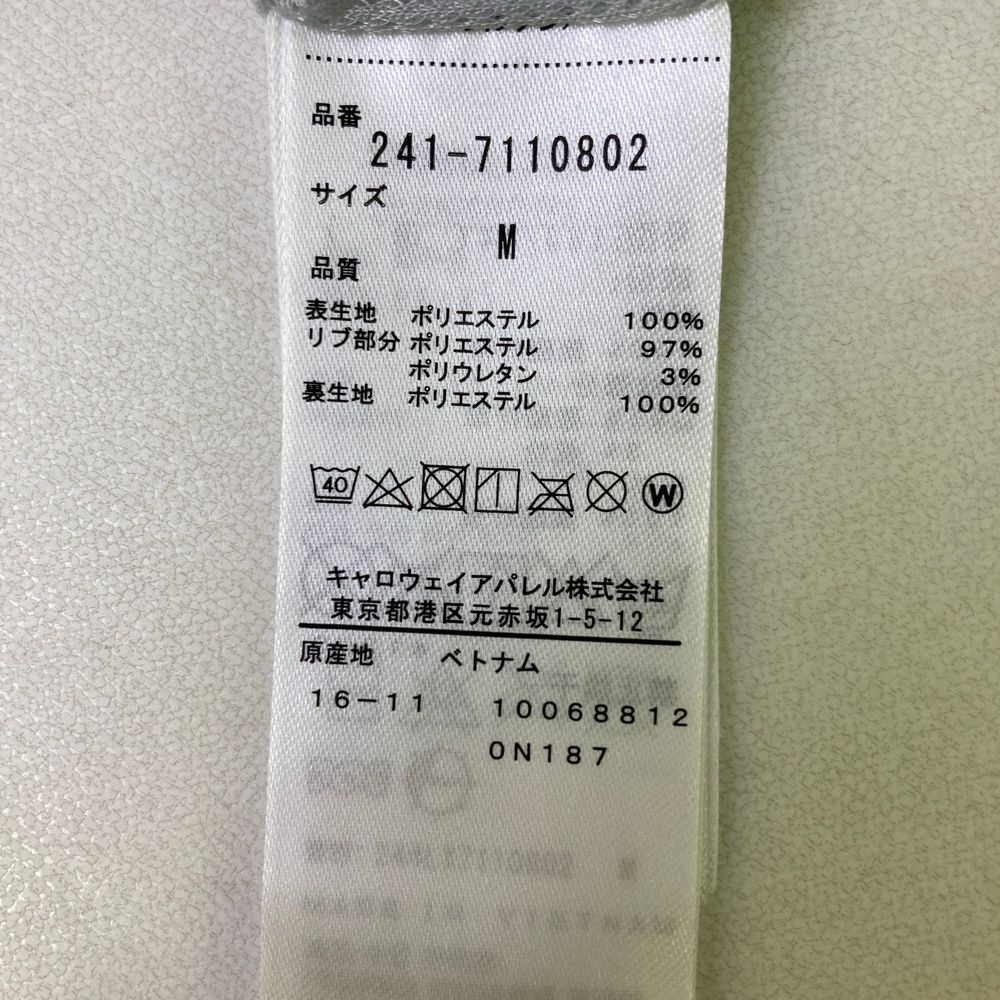 品番
241-7110802
サイズ
M
品質
表生地 ポリエステル 100%
リブ部分 ポリエステル 97%
ポリウレタン 3%
裏生地 ポリエステル 100%
40
W
キャロウェイアパレル株式会社
東京都港区元赤坂1-5-12
原産地 ベトナム
16-11 10068812
0N187